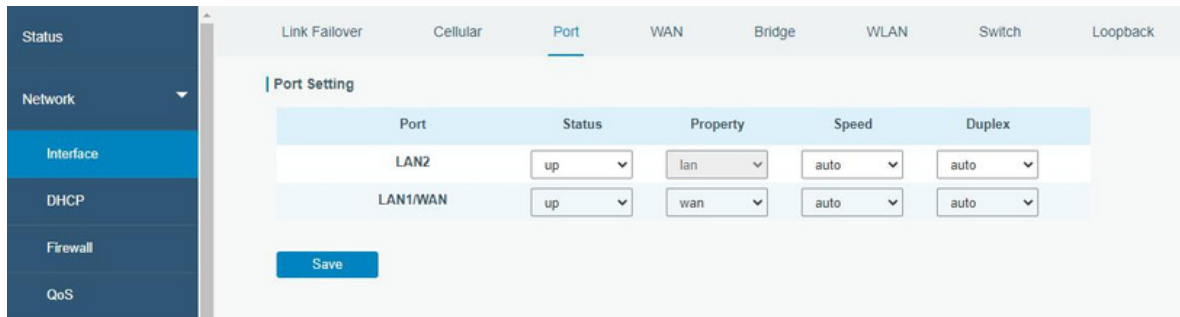 Status
Network
Interface
DHCP
Firewall
QoS
Link Failover Cellular Port WAN Bridge WLAN Switch Loopback
Port Setting
Port Status Property Speed Duplex
LAN2 up lan auto auto
LAN1/WAN up wan auto auto
Save